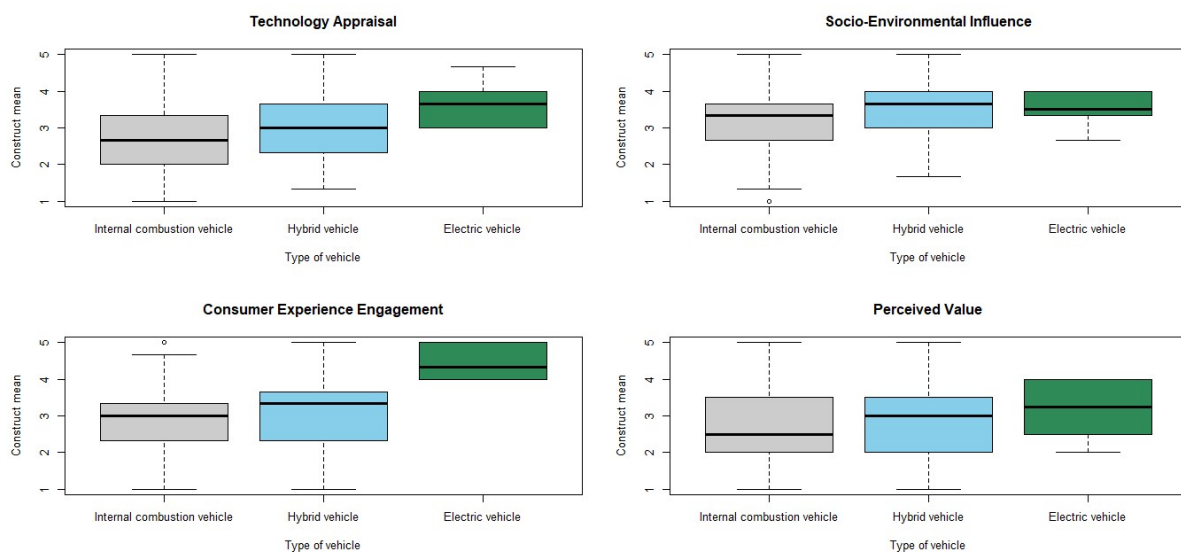 Technology Appraisal
Construct mean
5
4
3
2
1
Internal combustion vehicle Hybrid vehicle Electric vehicle
Type of vehicle
Socio-Environmental Influence
Construct mean
5
4
3
2
1
Internal combustion vehicle Hybrid vehicle Electric vehicle
Type of vehicle
Consumer Experience Engagement
Construct mean
5
4
3
2
1
Internal combustion vehicle Hybrid vehicle Electric vehicle
Type of vehicle
Perceived Value
Construct mean
5
4
3
2
1
Internal combustion vehicle Hybrid vehicle Electric vehicle
Type of vehicle